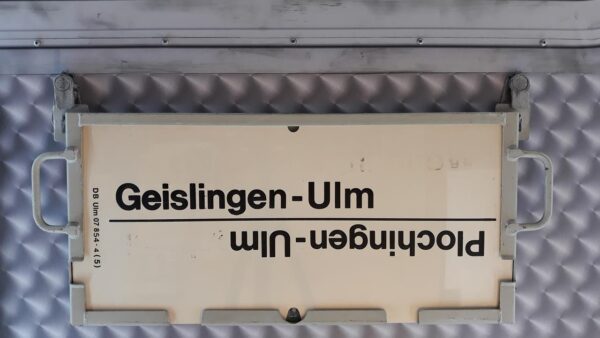 Geislingen-Ulm
Plochingen-Ulm
DB Ulm 07 854-4 (5)